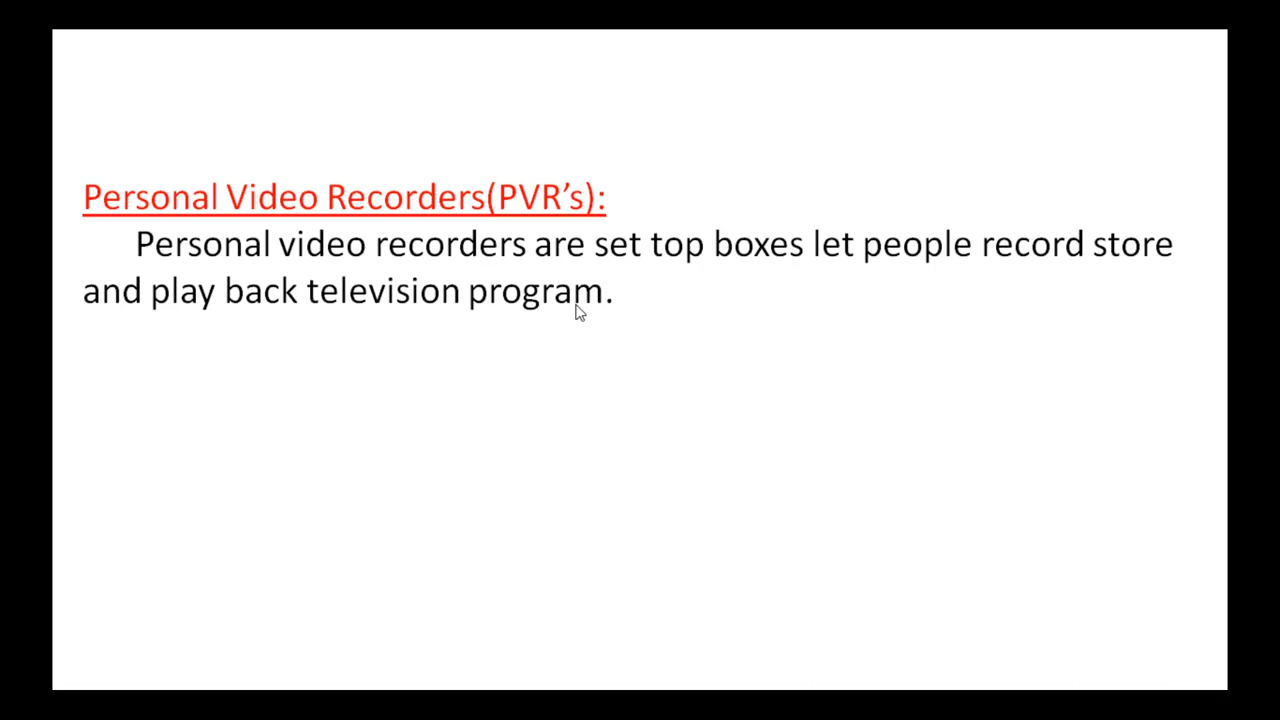 Personal Video Recorders(PVR’s):
Personal video recorders are set top boxes let people record store
and play back television program.